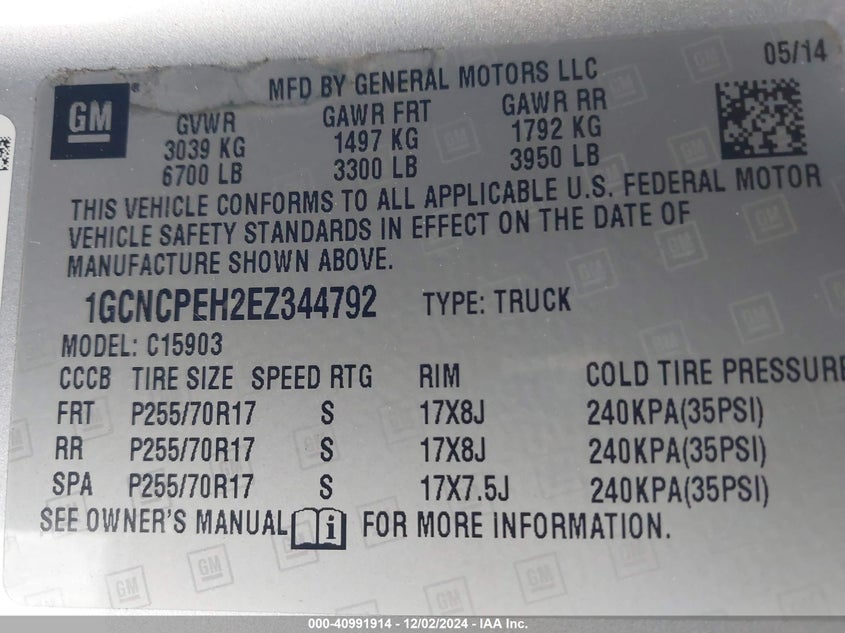 GM® MFD BY GENERAL MOTORS LLC 05/14
GVWR GAWR FRT GAWR RR
3039 KG 1497 KG 1792 KG
6700 LB 3300 LB 3950 LB
THIS VEHICLE CONFORMS TO ALL APPLICABLE U.S. FEDERAL MOTOR
VEHICLE SAFETY STANDARDS IN EFFECT ON THE DATE OF
MANUFACTURE SHOWN ABOVE.
1GCNCPEH2EZ344792 TYPE: TRUCK
MODEL: C15903
CCCB TIRE SIZE SPEED RTG RIM COLD TIRE PRESSURE
FRT P255/70R17 S 17X8J 240KPA(35PSI)
RR P255/70R17 S 17X8J 240KPA(35PSI)
SPA P255/70R17 S 17X7.5J 240KPA(35PSI)
SEE OWNER'S MANUAL i FOR MORE INFORMATION.
000-40991914 - 12/02/2024 - IAA Inc.